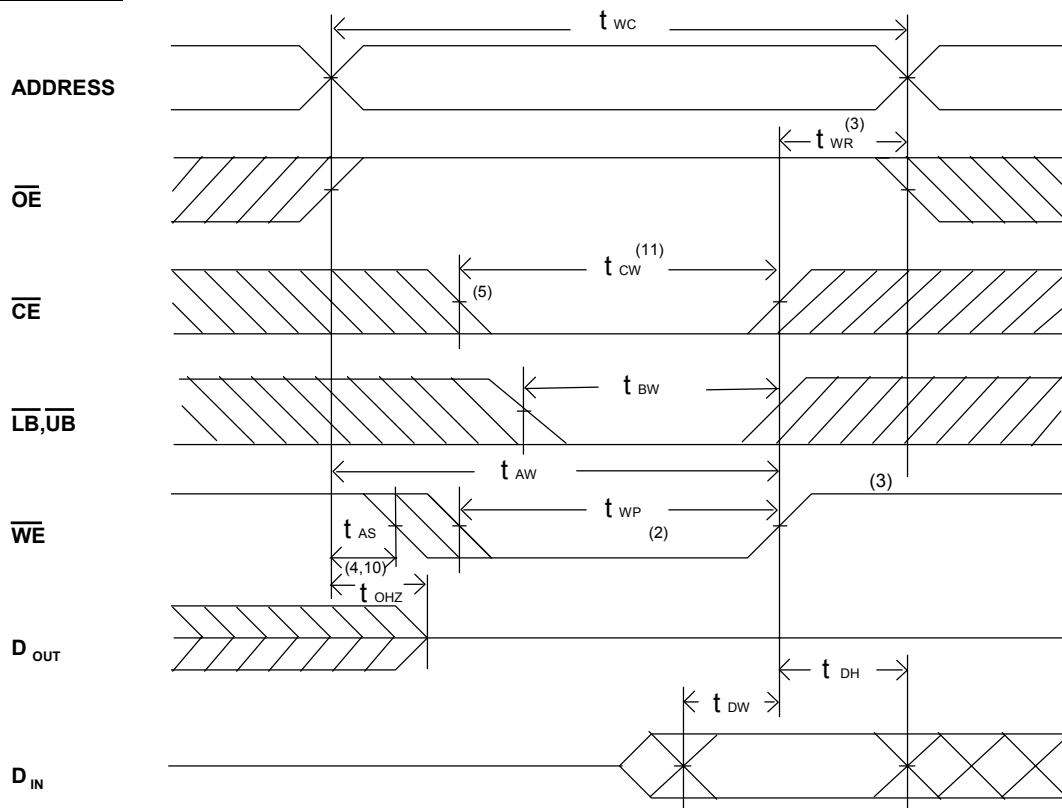 t WC
ADDRESS
t WR (3)
OE
t CW (11)
CE
(5)
t BW
LB,UB
t AW
(3)
t WP
WE
t AS
(2)
(4,10)
t OHZ
D OUT
t DH
t DW
D IN